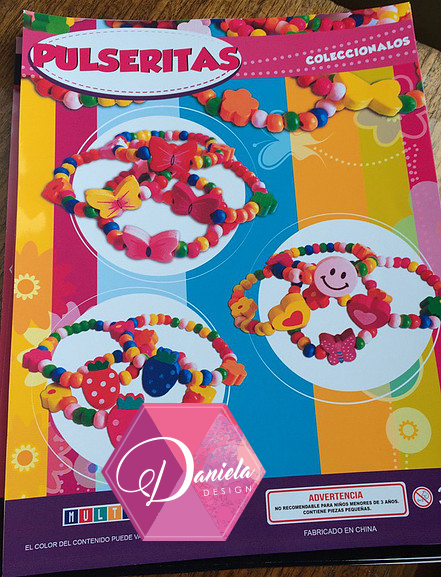 PULSERITAS
COLECCIONALOS
Daniela
DESIGN
MULT
ADVERTENCIA
NO RECOMENDABLE PARA NIÑOS MENORES DE 3 AÑOS.
CONTIENE PIEZAS PEQUEÑAS.
EL COLOR DEL CONTENIDO PUEDE
FABRICADO EN CHINA